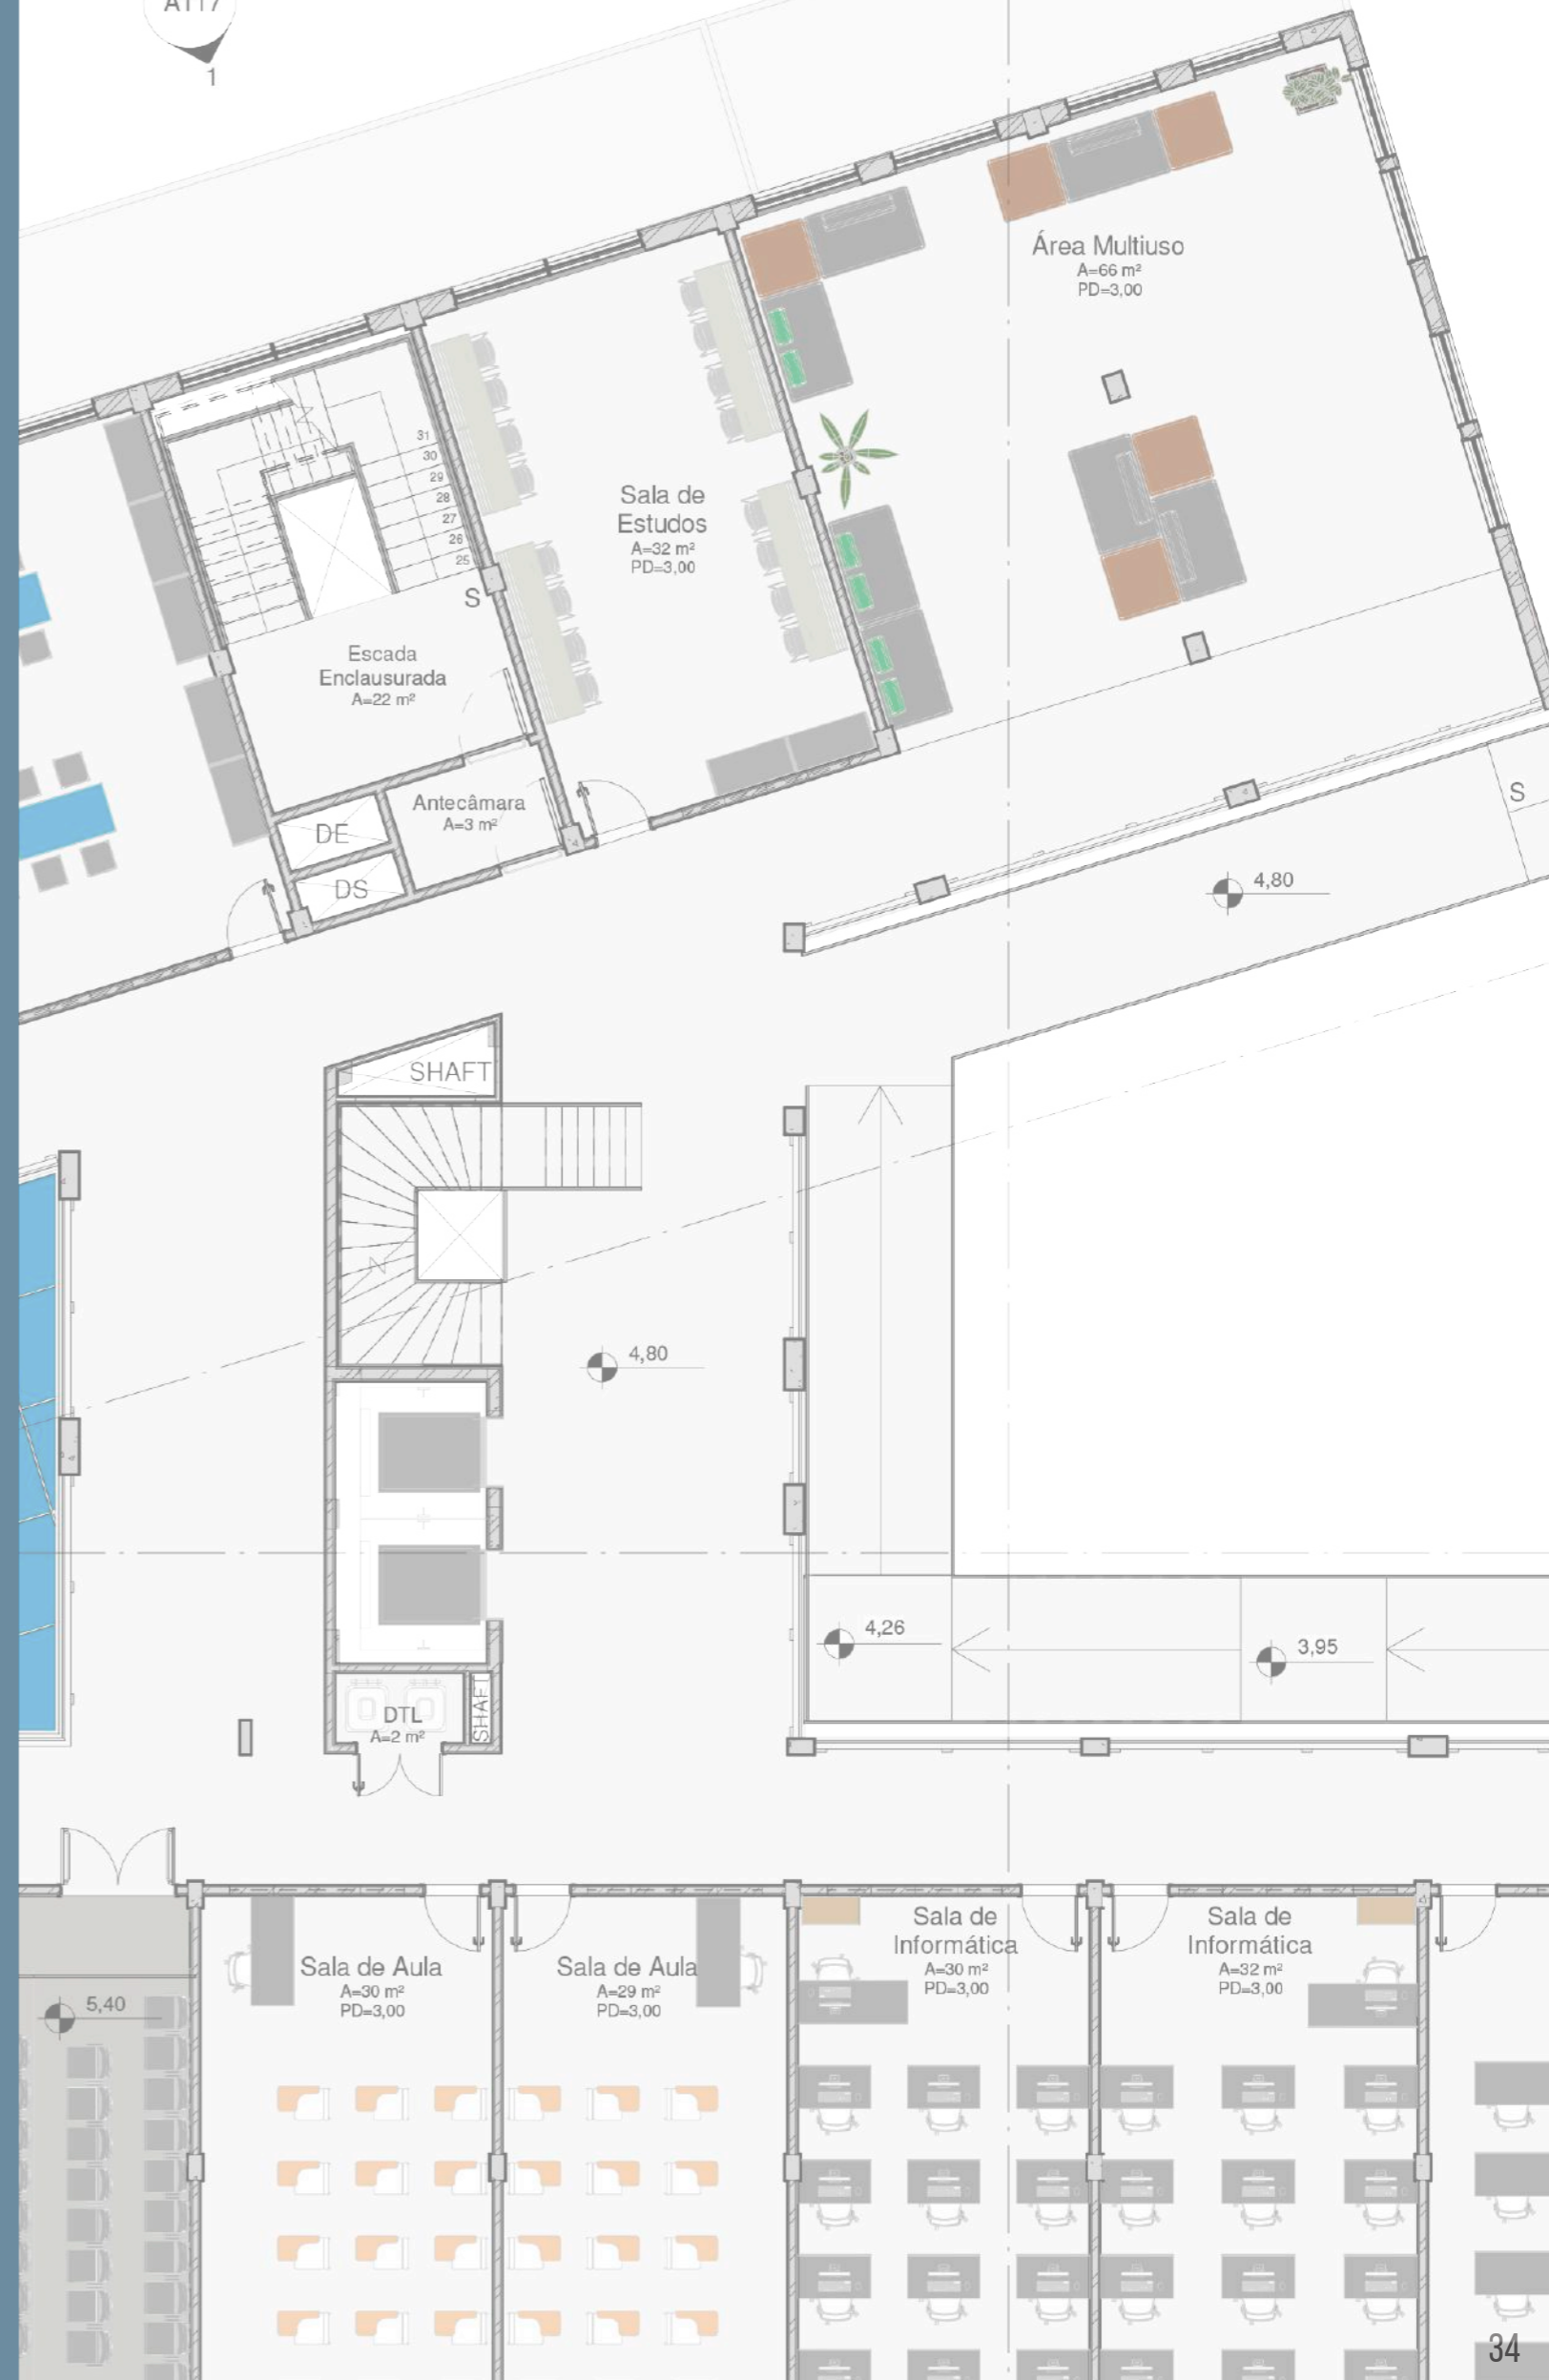 A117
1
Área Multiuso
A=66 m²
PD=3,00
31
30
29
28
27
26
25
S
Sala de
Estudos
A=32 m²
PD=3,00
Escada
Enclausurada
A=22 m²
Antecâmara
A=3 m²
DE
DS
S
4,80
SHAFT
4,80
4,26
3,95
DTL
A=2 m²
SHAFT
Sala de Aula
A=30 m²
PD=3,00
Sala de Aula
A=29 m²
PD=3,00
Sala de
Informática
A=30 m²
PD=3,00
Sala de
Informática
A=32 m²
PD=3,00
5,40
34